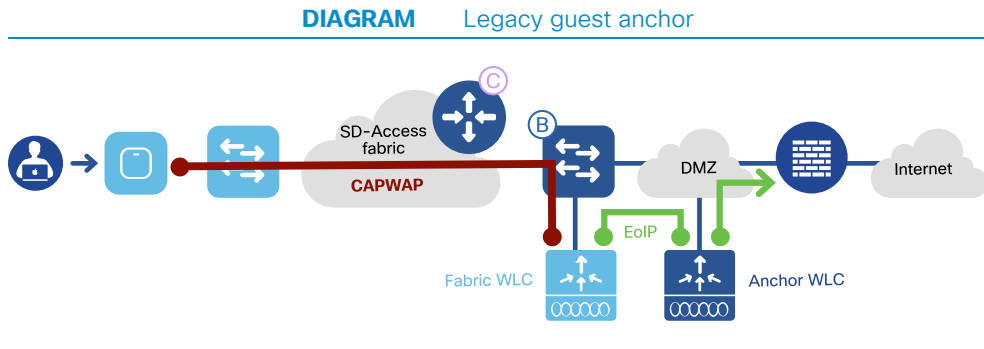 DIAGRAM Legacy guest anchor
C
B
SD-Access
fabric
CAPWAP
DMZ
Internet
EoIP
Fabric WLC
Anchor WLC